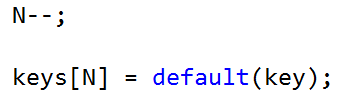 N--;
keys[N] = default(key);